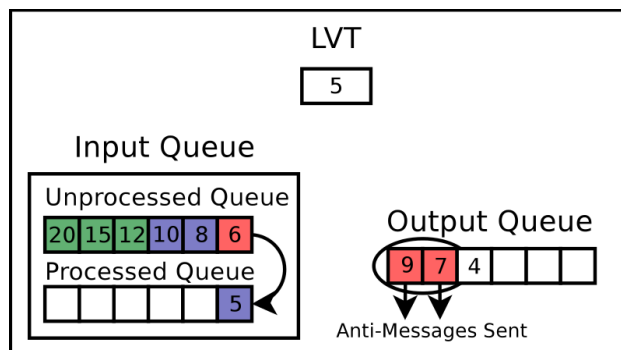 LVT
5
Input Queue
Unprocessed Queue
20 15 12 10 8 6
Processed Queue
5
Output Queue
9 7 4
Anti-Messages Sent